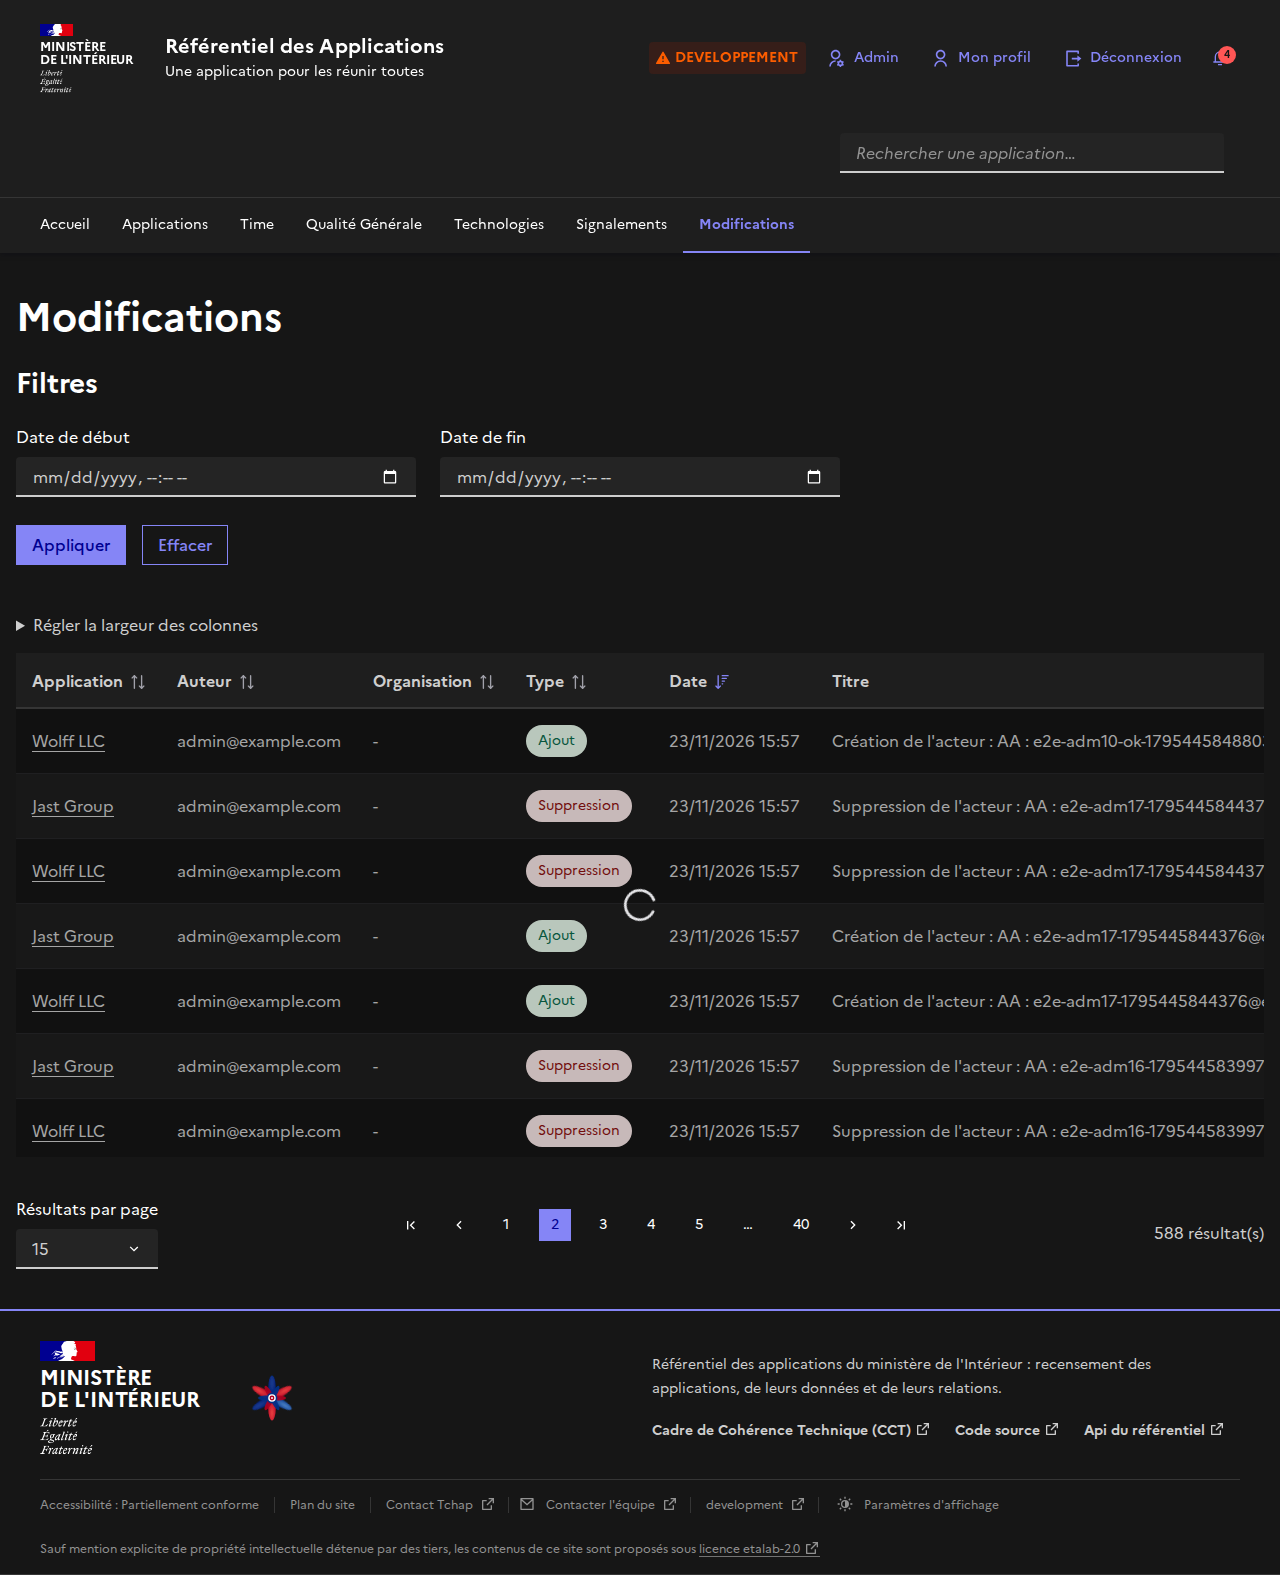 MINISTÈRE
DE L'INTÉRIEUR
Liberté
Égalité
Fraternité
Référentiel des Applications
Une application pour les réunir toutes
DEVELOPPEMENT
Admin
Mon profil
Déconnexion
4
Rechercher une application…
Accueil Applications Time Qualité Générale Technologies Signalements Modifications
Modifications
Filtres
Date de début Date de fin
mm/dd/yyyy, --:-- -- mm/dd/yyyy, --:-- --
Appliquer Effacer
Régler la largeur des colonnes
Application Auteur Organisation Type Date Titre
Wolff LLC admin@example.com - Ajout 23/11/2026 15:57 Création de l'acteur : AA : e2e-adm10-ok-1795445848803
Jast Group admin@example.com - Suppression 23/11/2026 15:57 Suppression de l'acteur : AA : e2e-adm17-179544584437
Wolff LLC admin@example.com - Suppression 23/11/2026 15:57 Suppression de l'acteur : AA : e2e-adm17-179544584437
Jast Group admin@example.com - Ajout 23/11/2026 15:57 Création de l'acteur : AA : e2e-adm17-1795445844376@e
Wolff LLC admin@example.com - Ajout 23/11/2026 15:57 Création de l'acteur : AA : e2e-adm17-1795445844376@e
Jast Group admin@example.com - Suppression 23/11/2026 15:57 Suppression de l'acteur : AA : e2e-adm16-179544583997
Wolff LLC admin@example.com - Suppression 23/11/2026 15:57 Suppression de l'acteur : AA : e2e-adm16-179544583997
Résultats par page
15
1 2 3 4 5 … 40
588 résultat(s)
MINISTÈRE
DE L'INTÉRIEUR
Liberté
Égalité
Fraternité
Référentiel des applications du ministère de l'Intérieur : recensement des
applications, de leurs données et de leurs relations.
Cadre de Cohérence Technique (CCT) Code source Api du référentiel
Accessibilité : Partiellement conforme Plan du site Contact Tchap Contacter l'équipe development Paramètres d'affichage
Sauf mention explicite de propriété intellectuelle détenue par des tiers, les contenus de ce site sont proposés sous licence etalab-2.0